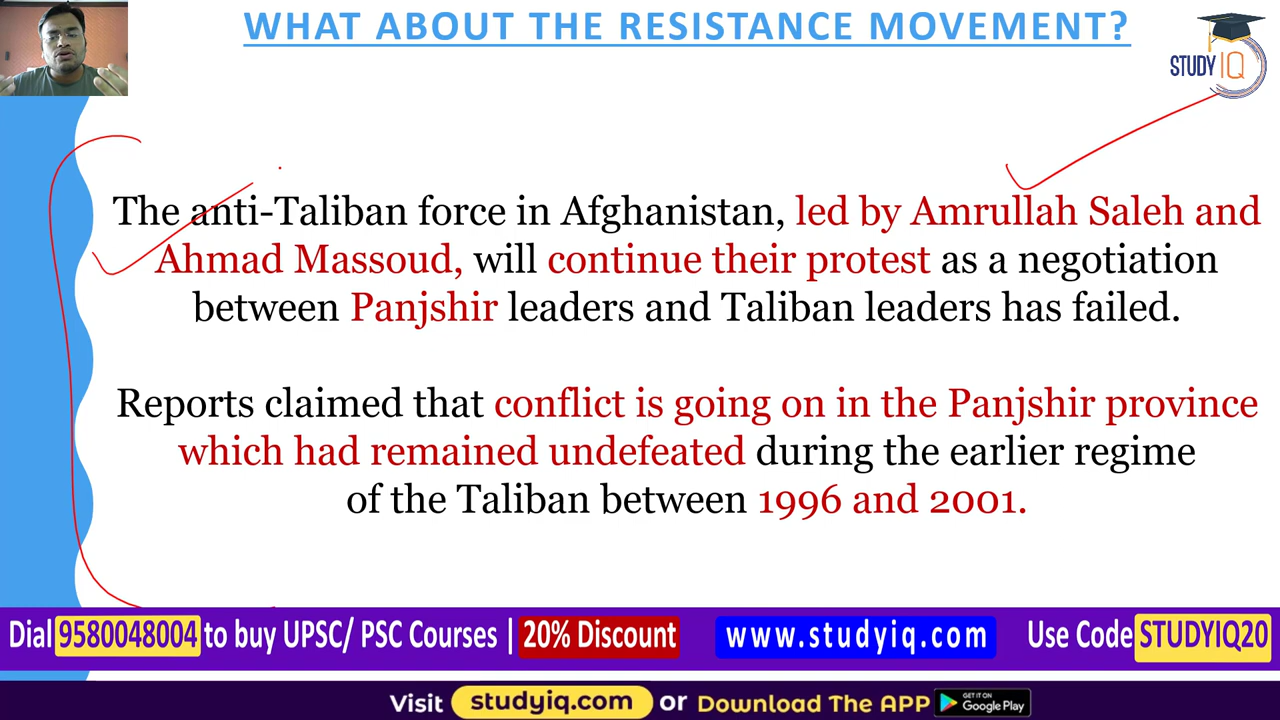 WHAT ABOUT THE RESISTANCE MOVEMENT?
STUDY IQ
The anti-Taliban force in Afghanistan, led by Amrullah Saleh and
Ahmad Massoud, will continue their protest as a negotiation
between Panjshir leaders and Taliban leaders has failed.
Reports claimed that conflict is going on in the Panjshir province
which had remained undefeated during the earlier regime
of the Taliban between 1996 and 2001.
Dial 9580048004 to buy UPSC/ PSC Courses | 20% Discount www.studyiq.com Use Code STUDYIQ20
Visit studyiq.com or Download The APP GET IT ON Google Play